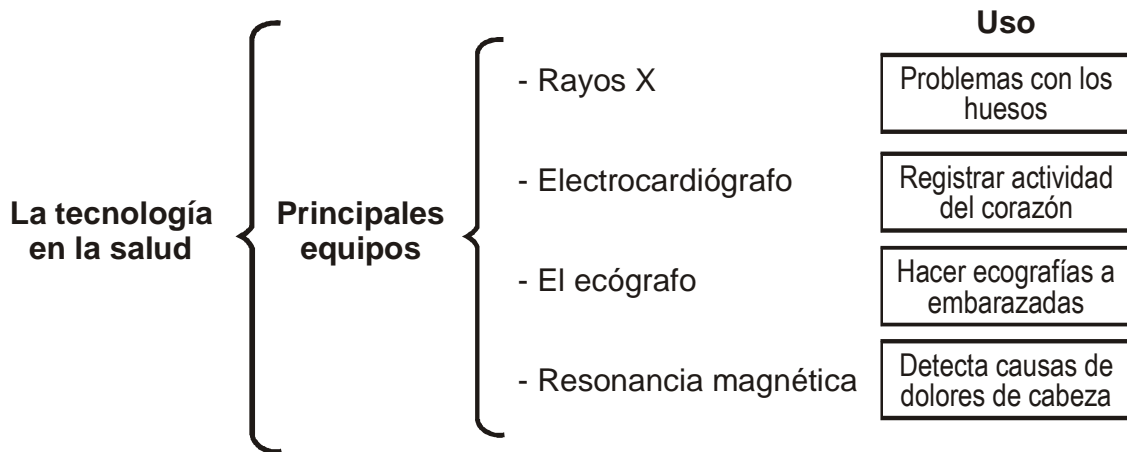 Uso
La tecnología
en la salud
Principales
equipos
- Rayos X
Problemas con los
huesos
- Electrocardiógrafo
Registrar actividad
del corazón
- El ecógrafo
Hacer ecografías a
embarazadas
- Resonancia magnética
Detecta causas de
dolores de cabeza